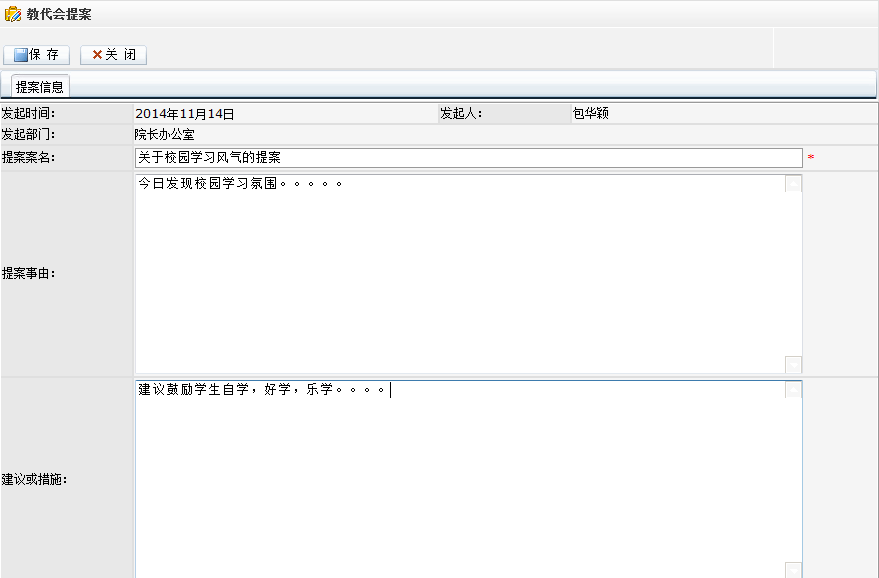 教代会提案
保 存 关 闭
提案信息
发起时间: 2014年11月14日 发起人: 包华颖
发起部门: 院长办公室
提案案名: 关于校园学习风气的提案 *
今日发现校园学习氛围。。。。。
提案事由:
建议鼓励学生自学，好学，乐学。。。。
建议或措施: